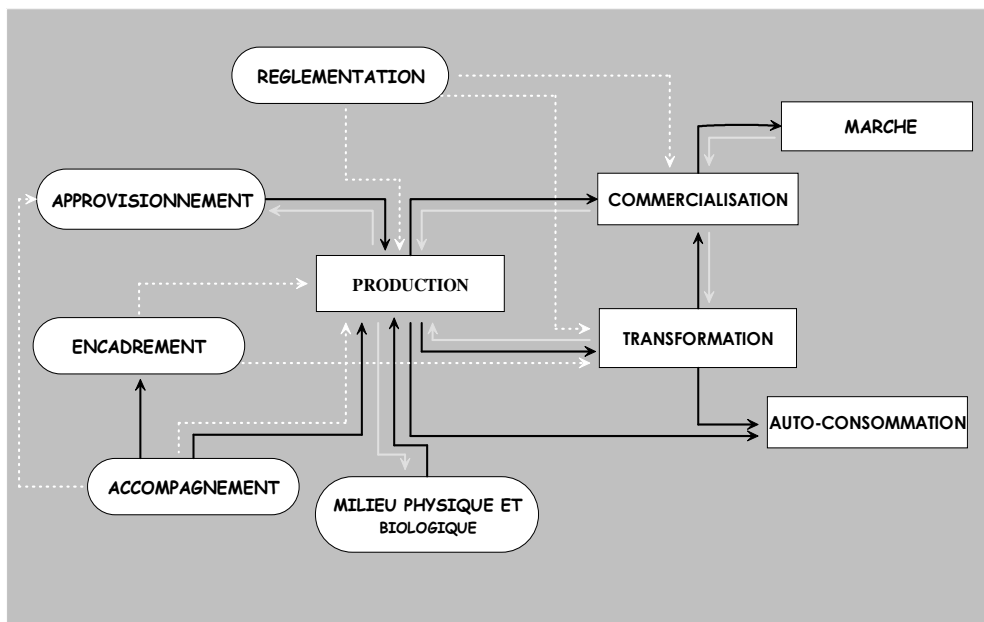 REGLEMENTATION
MARCHE
APPROVISIONNEMENT
COMMERCIALISATION
PRODUCTION
ENCADREMENT
TRANSFORMATION
AUTO-CONSOMMATION
ACCOMPAGNEMENT
MILIEU PHYSIQUE ET
BIOLOGIQUE